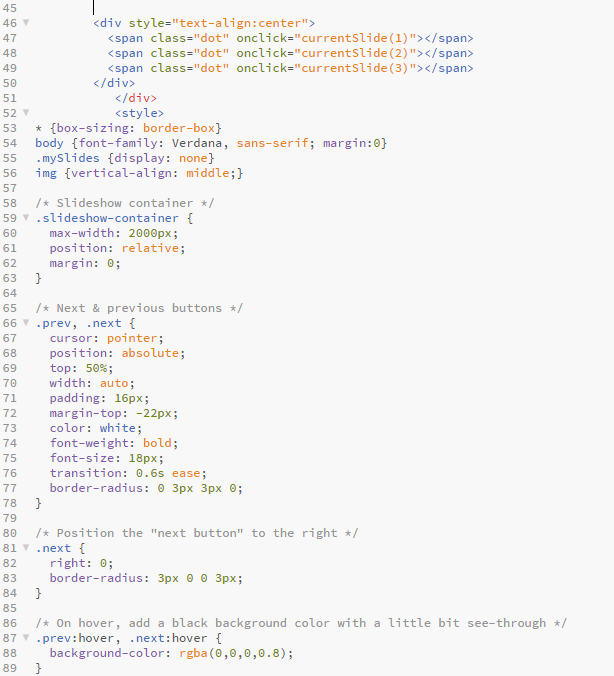 45
46 <div style="text-align:center">
47 <span class="dot" onclick="currentSlide(1)"></span>
48 <span class="dot" onclick="currentSlide(2)"></span>
49 <span class="dot" onclick="currentSlide(3)"></span>
50 </div>
51 </div>
52 <style>
53 * {box-sizing: border-box}
54 body {font-family: Verdana, sans-serif; margin:0}
55 .mySlides {display: none}
56 img {vertical-align: middle;}
57
58 /* Slideshow container */
59 .slideshow-container {
60 max-width: 2000px;
61 position: relative;
62 margin: 0;
63 }
64
65 /* Next & previous buttons */
66 .prev, .next {
67 cursor: pointer;
68 position: absolute;
69 top: 50%;
70 width: auto;
71 padding: 16px;
72 margin-top: -22px;
73 color: white;
74 font-weight: bold;
75 font-size: 18px;
76 transition: 0.6s ease;
77 border-radius: 0 3px 3px 0;
78 }
79
80 /* Position the "next button" to the right */
81 .next {
82 right: 0;
83 border-radius: 3px 0 0 3px;
84 }
85
86 /* On hover, add a black background color with a little bit see-through */
87 .prev:hover, .next:hover {
88 background-color: rgba(0,0,0,0.8);
89 }